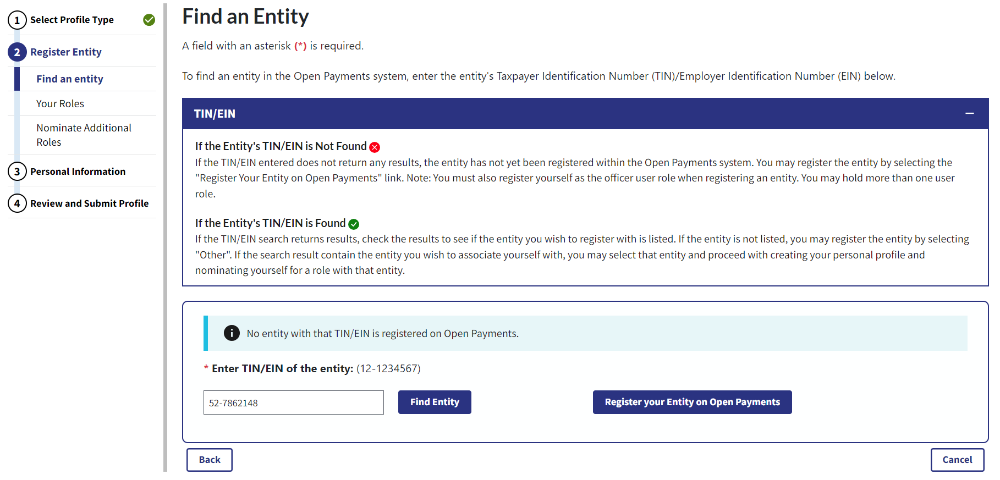 1 Select Profile Type
2 Register Entity
Find an entity
Your Roles
Nominate Additional
Roles
3 Personal Information
4 Review and Submit Profile
Find an Entity
A field with an asterisk (*) is required.
To find an entity in the Open Payments system, enter the entity's Taxpayer Identification Number (TIN)/Employer Identification Number (EIN) below.
TIN/EIN
If the Entity's TIN/EIN is Not Found
If the TIN/EIN entered does not return any results, the entity has not yet been registered within the Open Payments system. You may register the entity by selecting the
"Register Your Entity on Open Payments" link. Note: You must also register yourself as the officer user role when registering an entity. You may hold more than one user
role.
If the Entity's TIN/EIN is Found
If the TIN/EIN search returns results, check the results to see if the entity you wish to register with is listed. If the entity is not listed, you may register the entity by selecting
"Other". If the search result contain the entity you wish to associate yourself with, you may select that entity and proceed with creating your personal profile and
nominating yourself for a role with that entity.
No entity with that TIN/EIN is registered on Open Payments.
* Enter TIN/EIN of the entity: (12-1234567)
52-7862148
Find Entity
Register your Entity on Open Payments
Back
Cancel